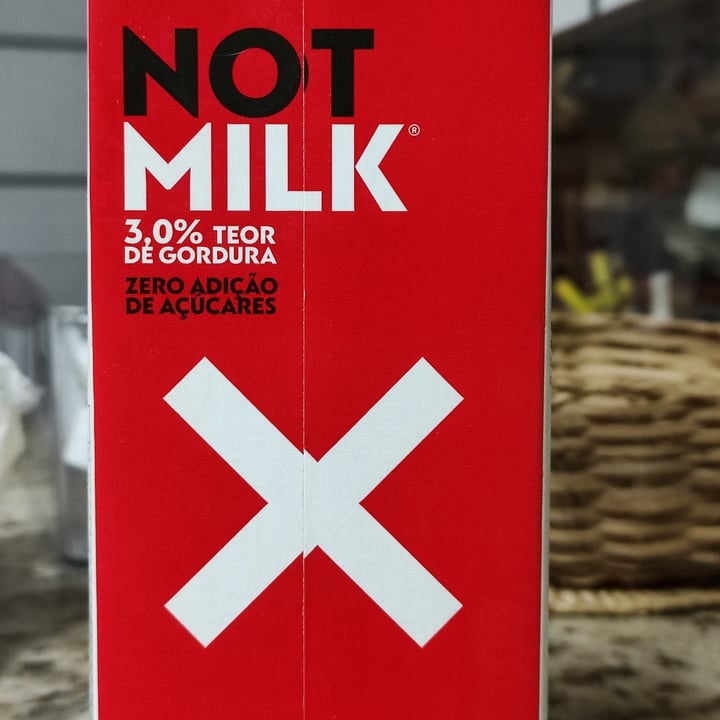 NOT
MILK®
3,0% TEOR
DE GORDURA
ZERO ADIÇÃO
DE AÇÚCARES